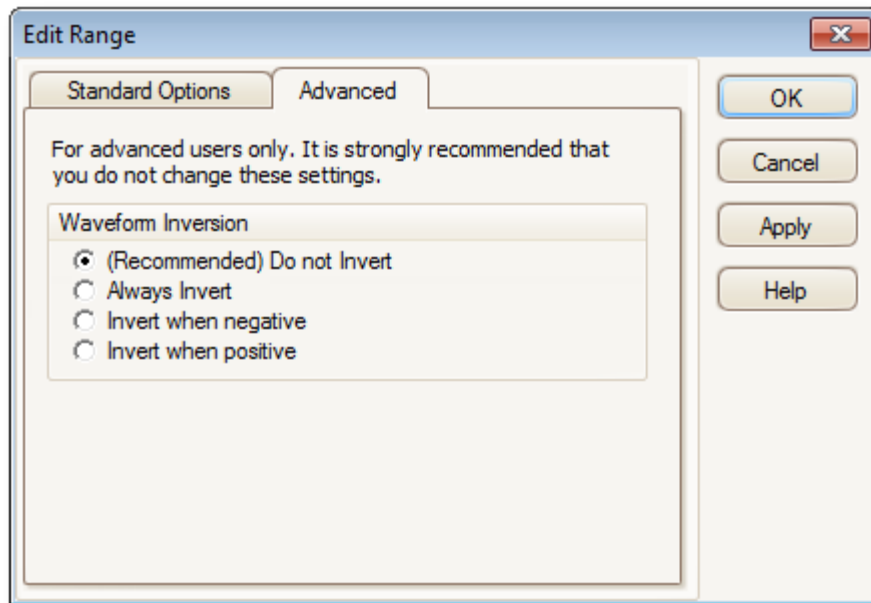 Edit Range
Standard Options
Advanced
For advanced users only. It is strongly recommended that
you do not change these settings.
Waveform Inversion
(Recommended) Do not Invert
Always Invert
Invert when negative
Invert when positive
OK
Cancel
Apply
Help